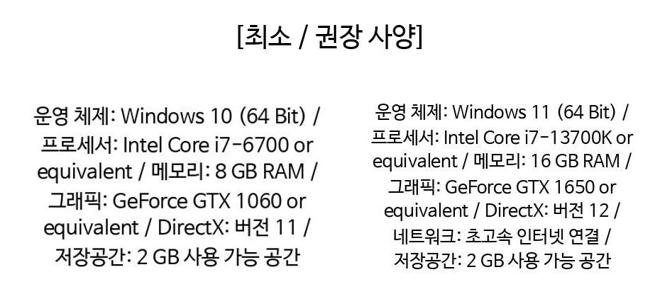 [최소 / 권장 사양]
운영 체제: Windows 10 (64 Bit) /
프로세서: Intel Core i7-6700 or
equivalent / 메모리: 8 GB RAM /
그래픽: GeForce GTX 1060 or
equivalent / DirectX: 버전 11 /
저장공간: 2 GB 사용 가능 공간
운영 체제: Windows 11 (64 Bit) /
프로세서: Intel Core i7-13700K or
equivalent / 메모리: 16 GB RAM /
그래픽: GeForce GTX 1650 or
equivalent / DirectX: 버전 12 /
네트워크: 초고속 인터넷 연결 /
저장공간: 2 GB 사용 가능 공간